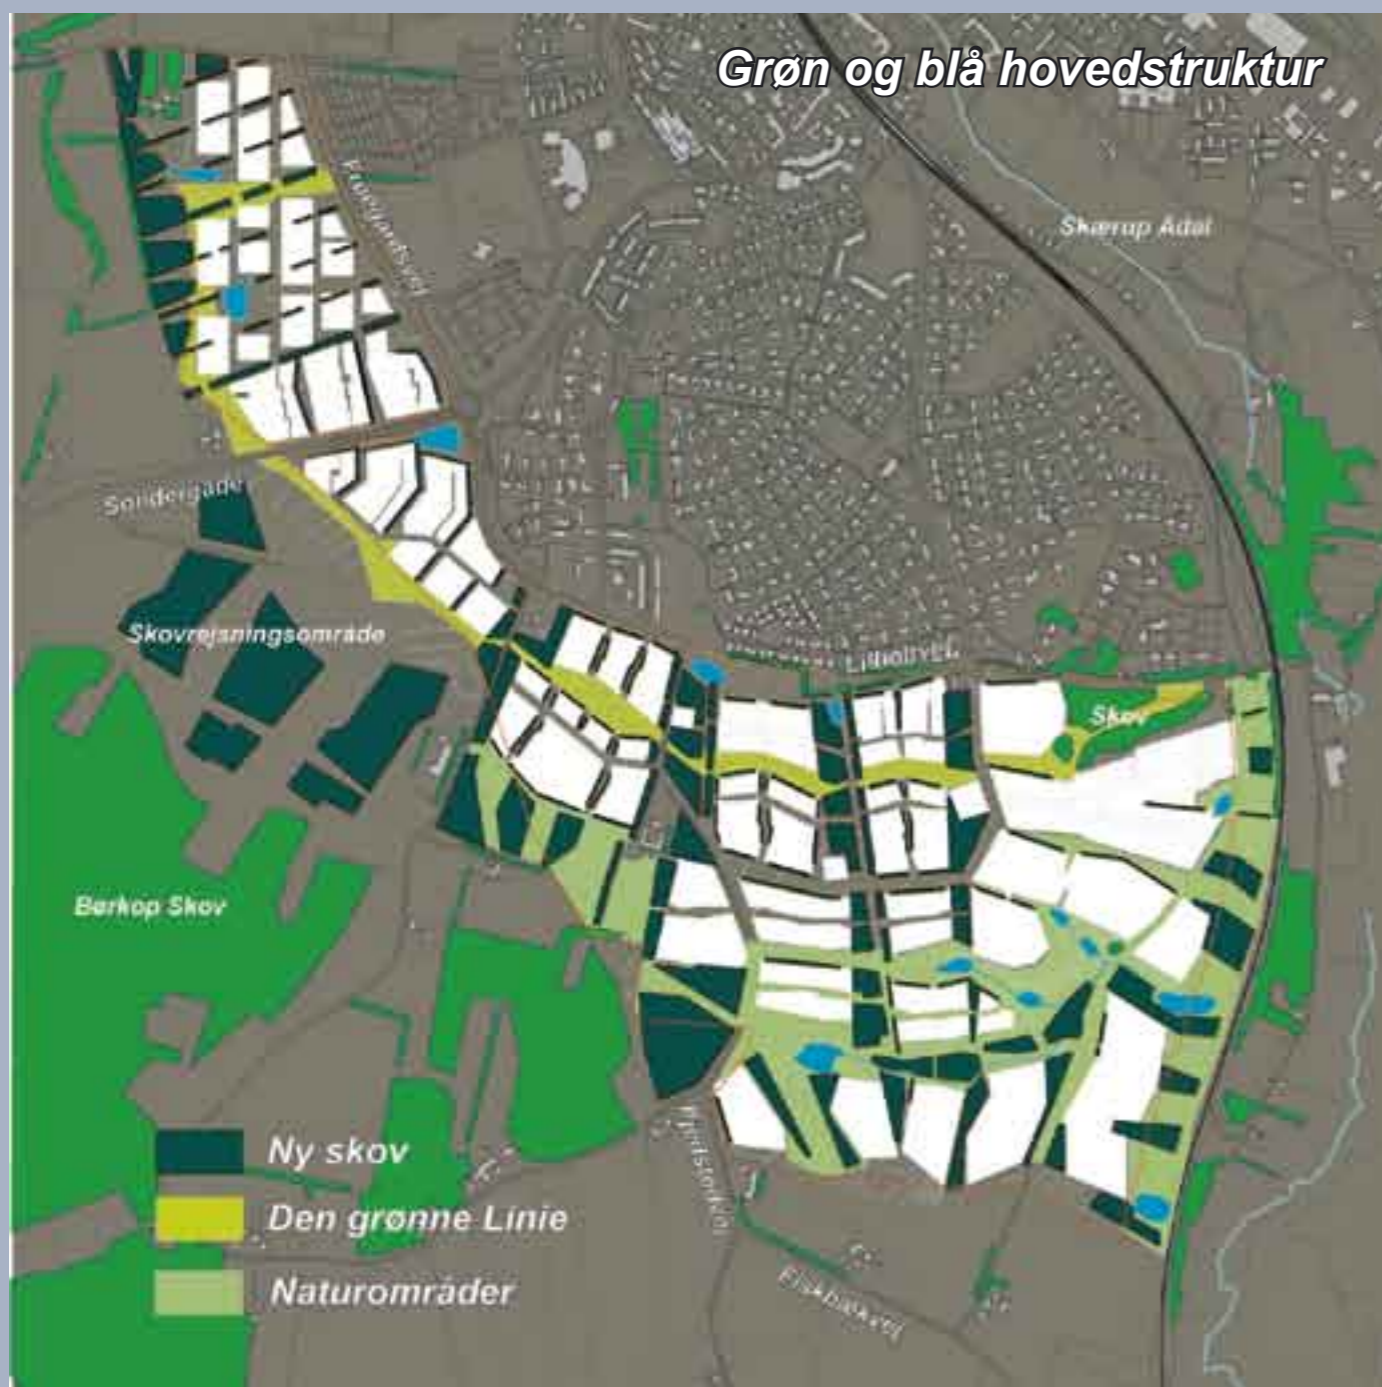 Grøn og blå hovedstruktur
Skærup Ådal
Søndergade
Skovrejsningsområde
Skov
Børkop Skov
Ny skov
Den grønne Linie
Naturområder